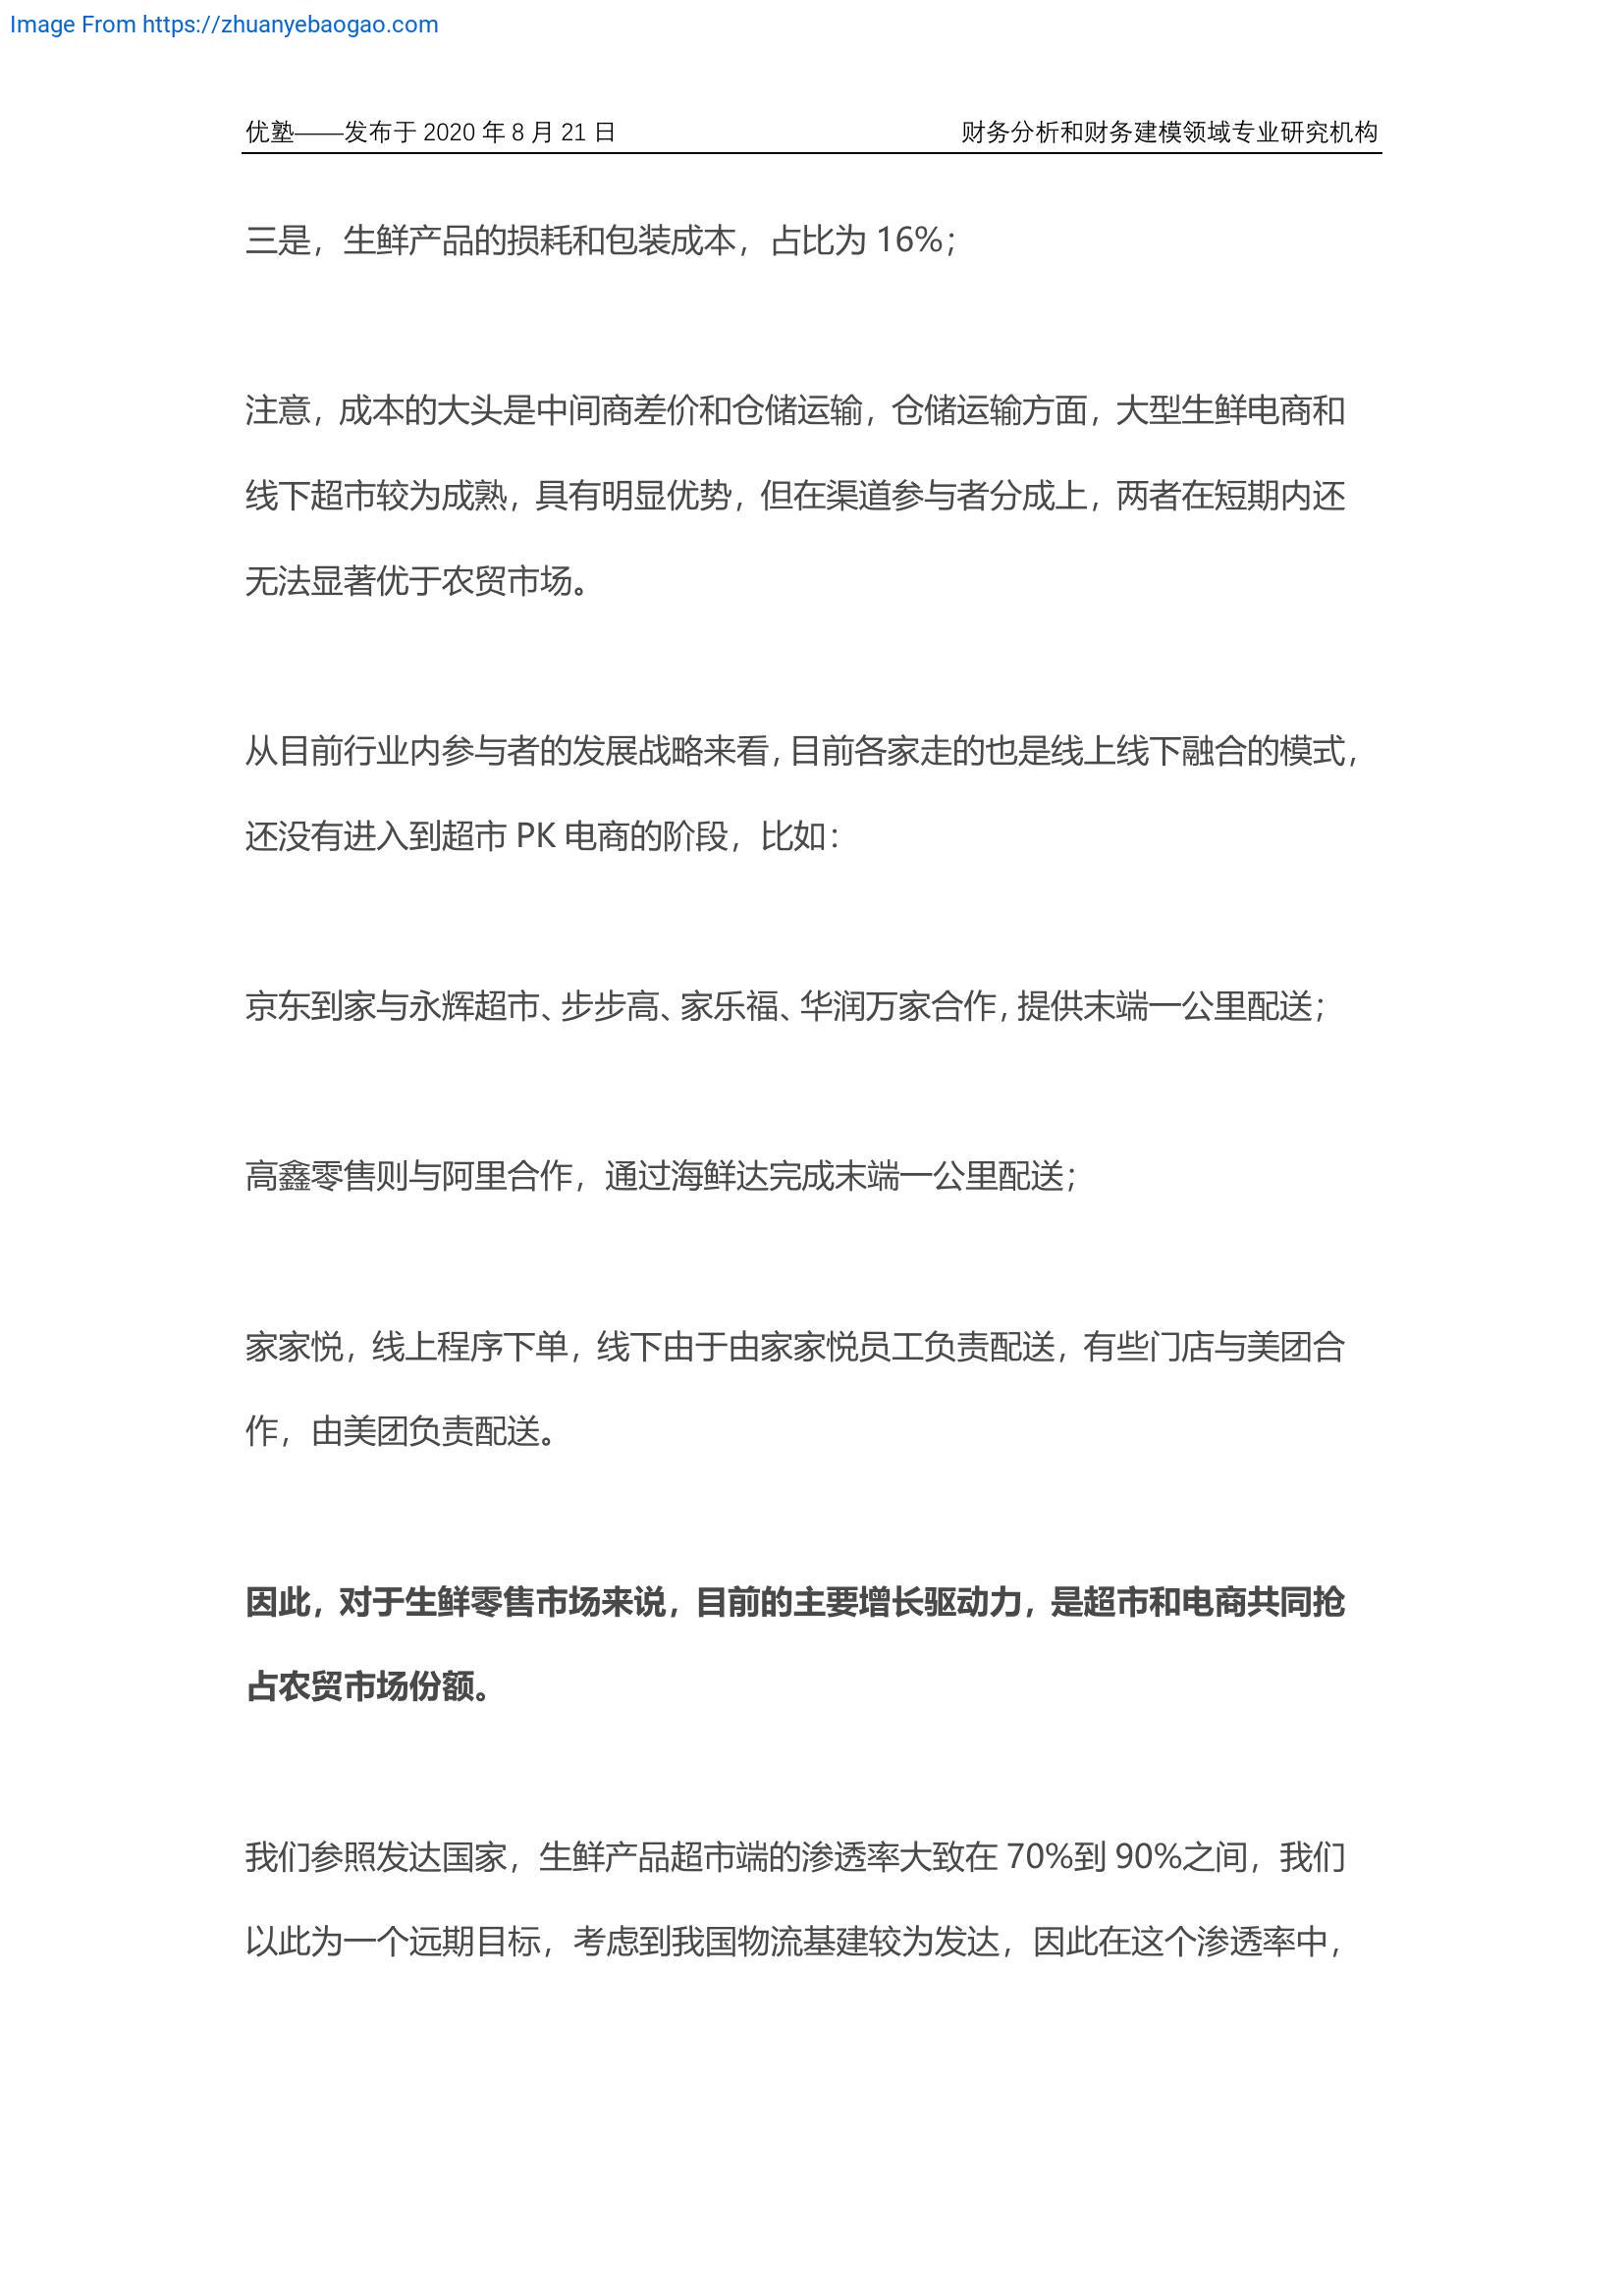 Image From https://zhuanyebaogao.com
优塾——发布于 2020 年 8 月 21 日 财务分析和财务建模领域专业研究机构
三是，生鲜产品的损耗和包装成本，占比为 16%；
注意，成本的大头是中间商差价和仓储运输，仓储运输方面，大型生鲜电商和
线下超市较为成熟，具有明显优势，但在渠道参与者分成上，两者在短期内还
无法显著优于农贸市场。
从目前行业内参与者的发展战略来看，目前各家走的也是线上线下融合的模式，
还没有进入到超市 PK 电商的阶段，比如：
京东到家与永辉超市、步步高、家乐福、华润万家合作，提供末端一公里配送；
高鑫零售则与阿里合作，通过海鲜达完成末端一公里配送；
家家悦，线上程序下单，线下由于由家家悦员工负责配送，有些门店与美团合
作，由美团负责配送。
因此，对于生鲜零售市场来说，目前的主要增长驱动力，是超市和电商共同抢
占农贸市场份额。
我们参照发达国家，生鲜产品超市端的渗透率大致在 70%到 90%之间，我们
以此为一个远期目标，考虑到我国物流基建较为发达，因此在这个渗透率中，